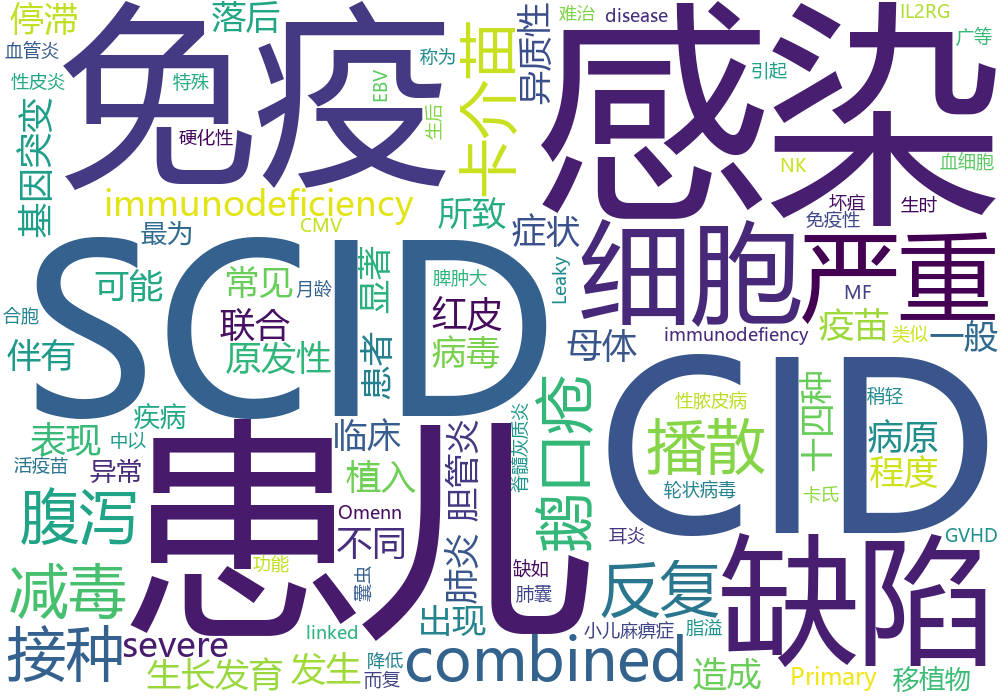 停滞
落后
免疫
感染
难治
disease
IL2RG
血管炎
称为
卡介苗
异质性
广等
性皮炎
特殊
EBV
引起
基因突变
硬化性
生后
NK
血细胞
immunodeficiency
所致
坏疽
生时
免疫性
CMV
最为
症状
细胞
严重
SCID
可能
常见
月龄
显著
脾肿大
Leaky
MF
合胞
联合
红皮
immunodefiency
疫苗
类似
一般
伴有
原发性
患者
病毒
母体
CID
疾病
鹅口疮
性脓皮病
十四种
稍轻
表现
中以
患儿
临床
胆管炎
脊髓灰质炎
播散
病原
活疫苗
异常
植入
程度
轮状病毒
卡氏
腹泻
Omenn
不同
肺炎
耳炎
GVHD
缺陷
减毒
功能
囊虫
缺如
肺囊
反复
接种
severe
linked
出现
小儿麻痹症
脂溢
生长发育
发生
降低
而复
combined
造成
Primary
移植物